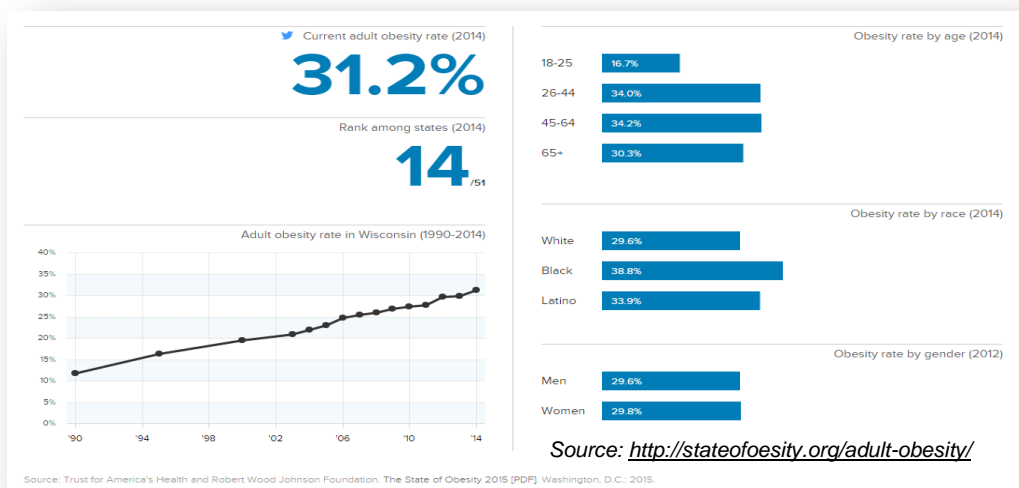 Current adult obesity rate (2014)
31.2%
Rank among states (2014)
14 /51
Adult obesity rate in Wisconsin (1990-2014)
40%
35%
30%
25%
20%
15%
10%
5%
0%
'90 '94 '98 '02 '06 '10 '14
Obesity rate by age (2014)
18-25 16.7%
26-44 34.0%
45-64 34.2%
65+ 30.3%
Obesity rate by race (2014)
White 29.6%
Black 38.8%
Latino 33.9%
Obesity rate by gender (2012)
Men 29.6%
Women 29.8%
Source: http://stateofoesity.org/adult-obesity/
Source: Trust for America's Health and Robert Wood Johnson Foundation. The State of Obesity 2015 [PDF]. Washington, D.C.: 2015.